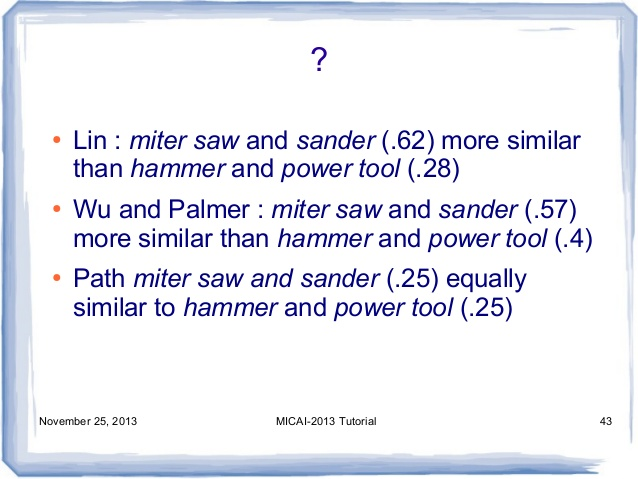 ?
• Lin : miter saw and sander (.62) more similar
than hammer and power tool (.28)
• Wu and Palmer : miter saw and sander (.57)
more similar than hammer and power tool (.4)
• Path miter saw and sander (.25) equally
similar to hammer and power tool (.25)
November 25, 2013 MICAI-2013 Tutorial 43